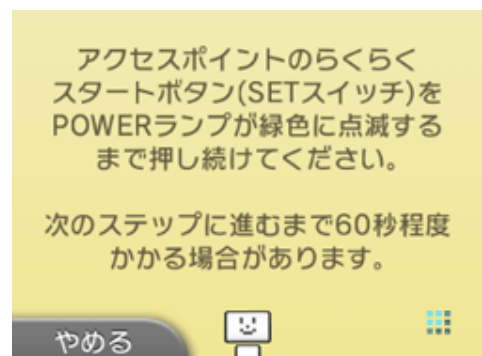 アクセスポイントのらくらく
スタートボタン(SETスイッチ)を
POWERランプが緑色に点滅する
まで押し続けてください。
次のステップに進むまで60秒程度
かかる場合があります。
やめる